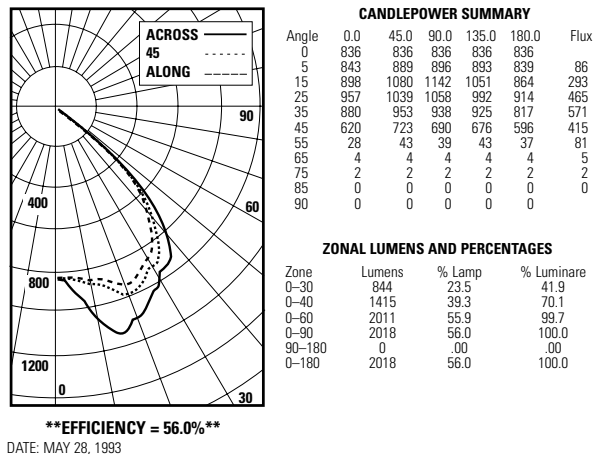 ACROSS
45
ALONG
90
60
400
800
1200
0
30
**EFFICIENCY = 56.0%**
DATE: MAY 28, 1993
CANDLEPOWER SUMMARY
Angle 0.0 45.0 90.0 135.0 180.0 Flux
0 836 836 836 836 836
5 843 889 896 893 839 86
15 898 1080 1142 1051 864 293
25 957 1039 1058 992 914 465
35 880 953 938 925 817 571
45 620 723 690 676 596 415
55 28 43 39 43 37 81
65 4 4 4 4 4 5
75 2 2 2 2 2 2
85 0 0 0 0 0 0
90 0 0 0 0 0
ZONAL LUMENS AND PERCENTAGES
Zone Lumens % Lamp % Luminare
0–30 844 23.5 41.9
0–40 1415 39.3 70.1
0–60 2011 55.9 99.7
0–90 2018 56.0 100.0
90–180 0 .00 .00
0–180 2018 56.0 100.0